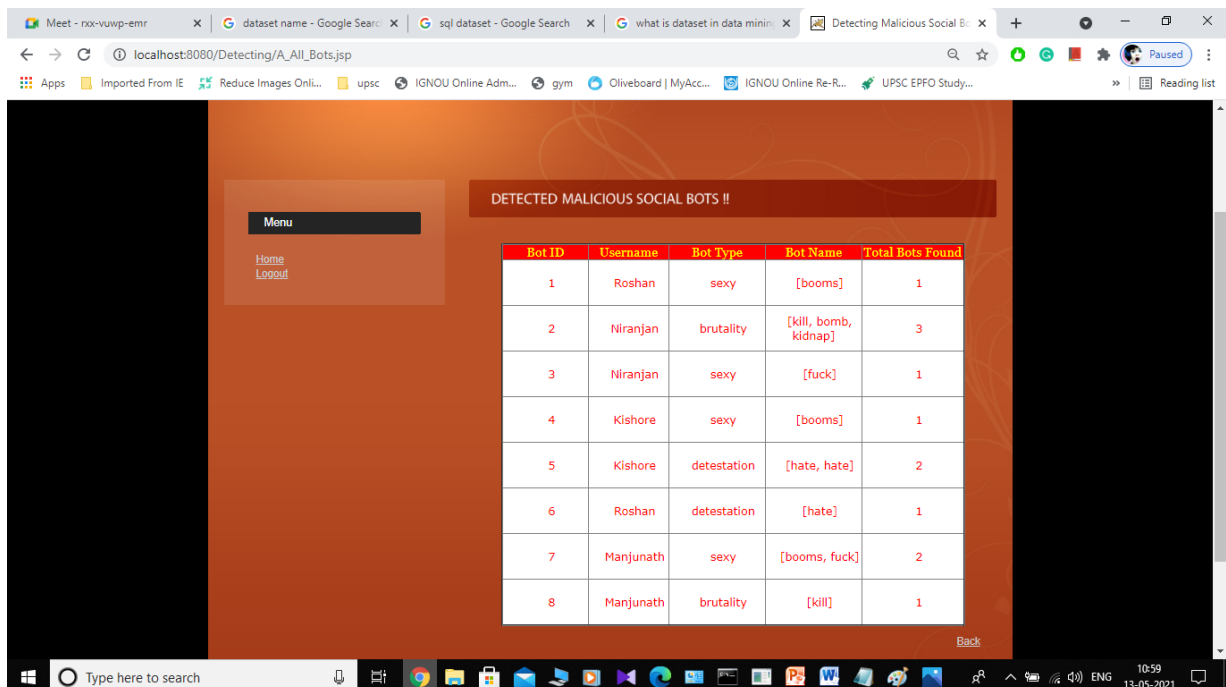 Meet - rxx-vuwp-emr
dataset name - Google Searc
sql dataset - Google Search
what is dataset in data mining
Detecting Malicious Social Bo
localhost:8080/Detecting/A_All_Bots.jsp
Paused
Apps
Imported From IE
Reduce Images Onli...
upsc
IGNOU Online Adm...
gym
Oliveboard | MyAcc...
IGNOU Online Re-R...
UPSC EPFO Study...
»
Reading list
DETECTED MALICIOUS SOCIAL BOTS !!
Menu
Home
Logout
Bot ID Username Bot Type Bot Name Total Bots Found
1 Roshan sexy [booms] 1
2 Niranjan brutality [kill, bomb, kidnap] 3
3 Niranjan sexy [fuck] 1
4 Kishore sexy [booms] 1
5 Kishore detestation [hate, hate] 2
6 Roshan detestation [hate] 1
7 Manjunath sexy [booms, fuck] 2
8 Manjunath brutality [kill] 1
Back
Type here to search
ENG
10:59
13-05-2021